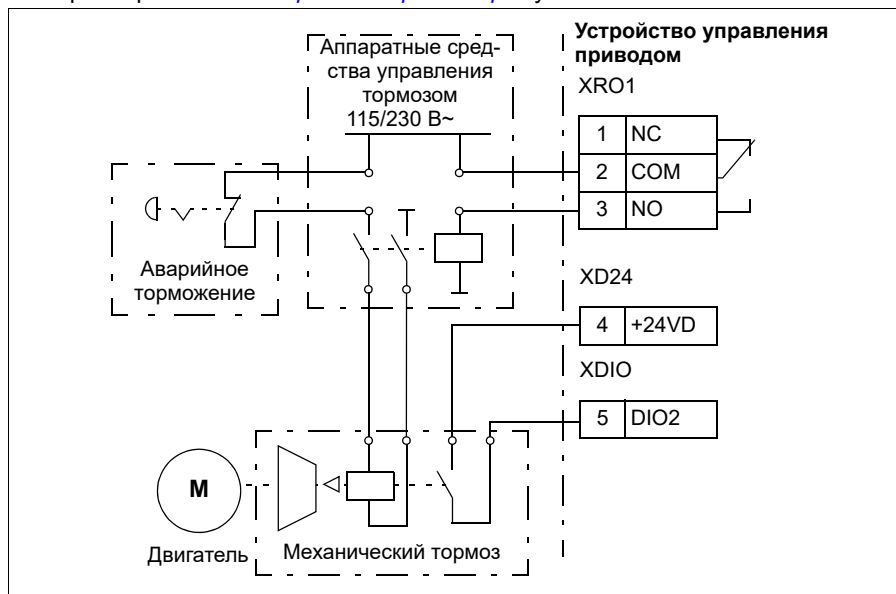 Аппаратные сред-
ства управления
тормозом
115/230 В~
Устройство управления
приводом
XRO1
1 NC
2 COM
3 NO
Аварийное
торможение
XD24
4 +24VD
XDIO
5 DIO2
M
Двигатель
Механический тормоз